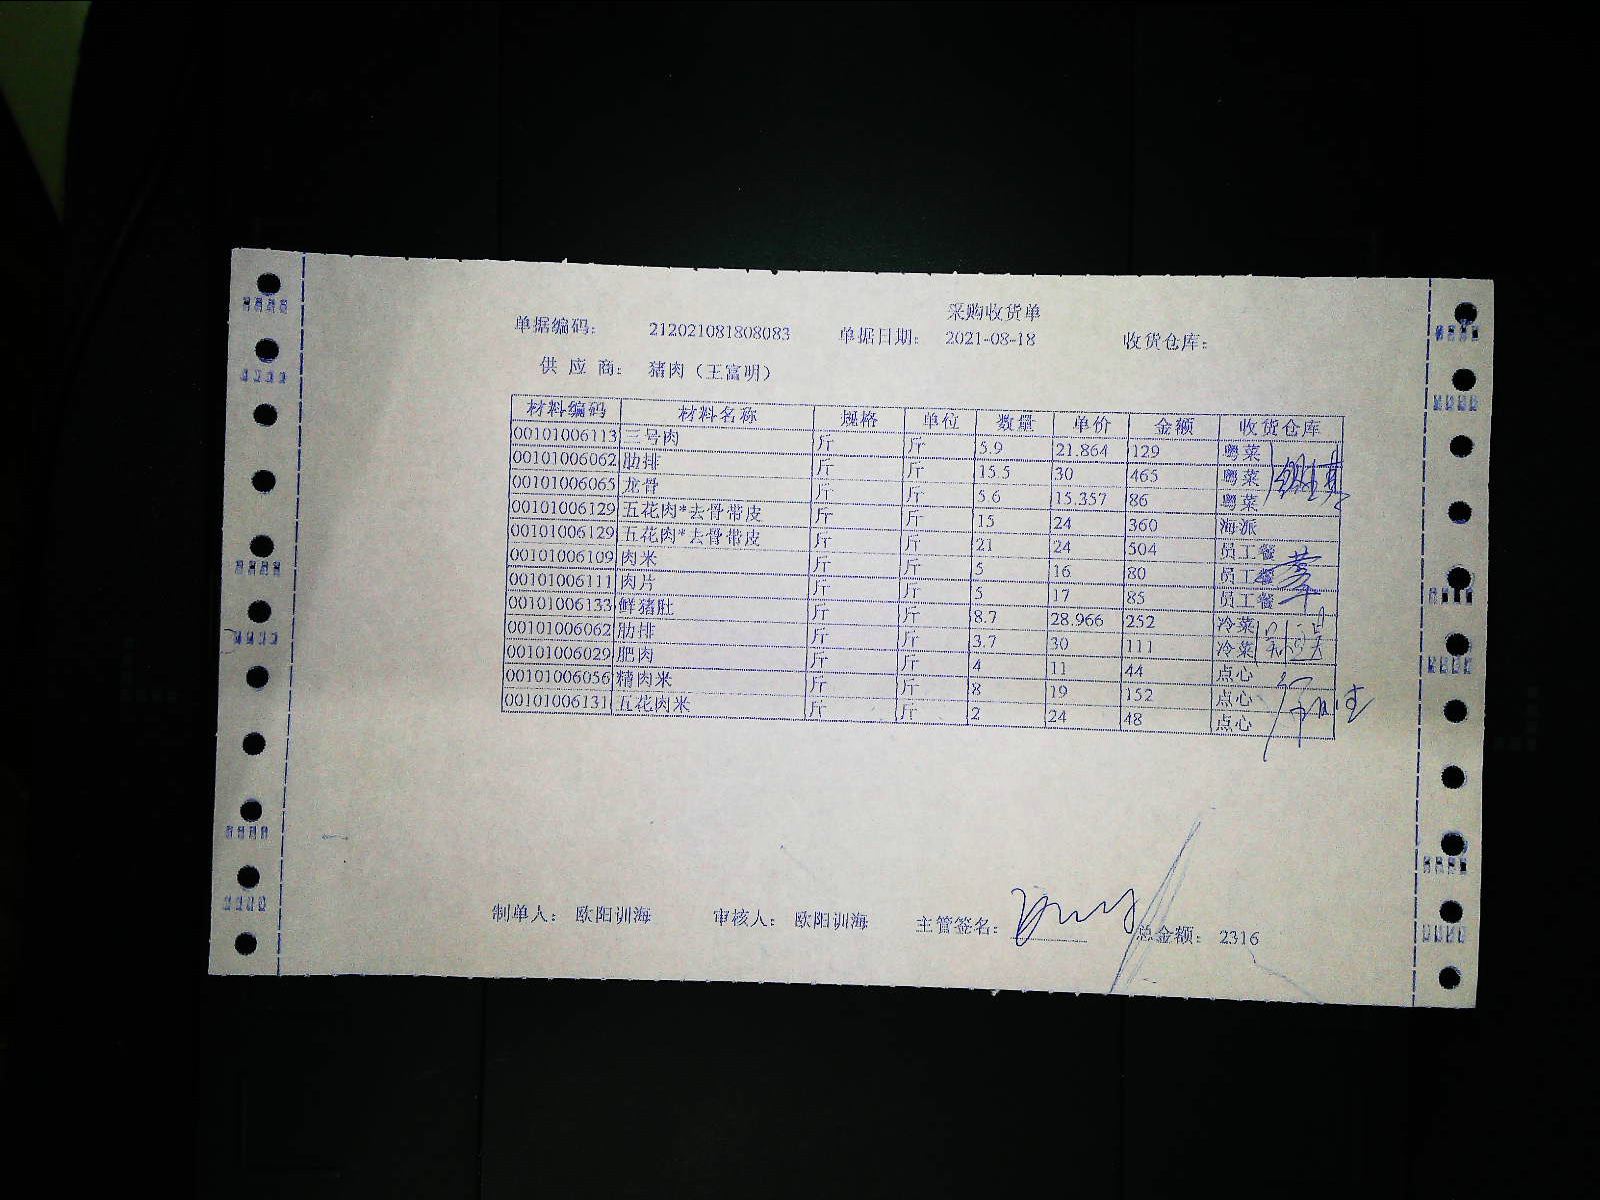 采购收货单
单据编码： 212021081808083 单据日期： 2021-08-18 收货仓库：
供 应 商： 猪肉（王富明）
材料编码 材料名称 规格 单位 数量 单价 金额 收货仓库
00101006113 三号肉 斤 斤 5.9 21.864 129 粤菜
00101006062 肋排 斤 斤 15.5 30 465 粤菜
00101006065 龙骨 斤 斤 5.6 15.357 86 粤菜
00101006129 五花肉*去骨带皮 斤 斤 15 24 360 海派
00101006129 五花肉*去骨带皮 斤 斤 21 24 504 员工餐
00101006109 肉米 斤 斤 5 16 80 员工餐
00101006111 肉片 斤 斤 5 17 85 员工餐
00101006133 鲜猪肚 斤 斤 8.7 28.966 252 冷菜
00101006062 肋排 斤 斤 3.7 30 111 冷菜
00101006029 肥肉 斤 斤 4 11 44 点心
00101006056 精肉米 斤 斤 8 19 152 点心
00101006131 五花肉米 斤 斤 2 24 48 点心
制单人： 欧阳训海 审核人： 欧阳训海 主管签名： 总金额： 2316